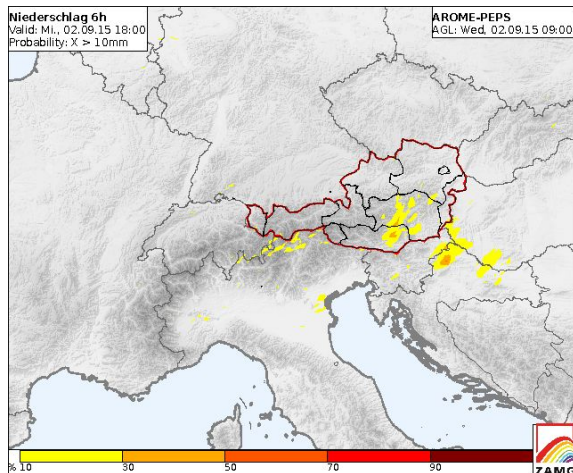 Niederschlag 6h
Valid: Mi., 02.09.15 18:00
Probability: X > 10mm
AROME-PEPS
AGL: Wed, 02.09.15 09:00
% 10 30 50 70 90
ZAMG